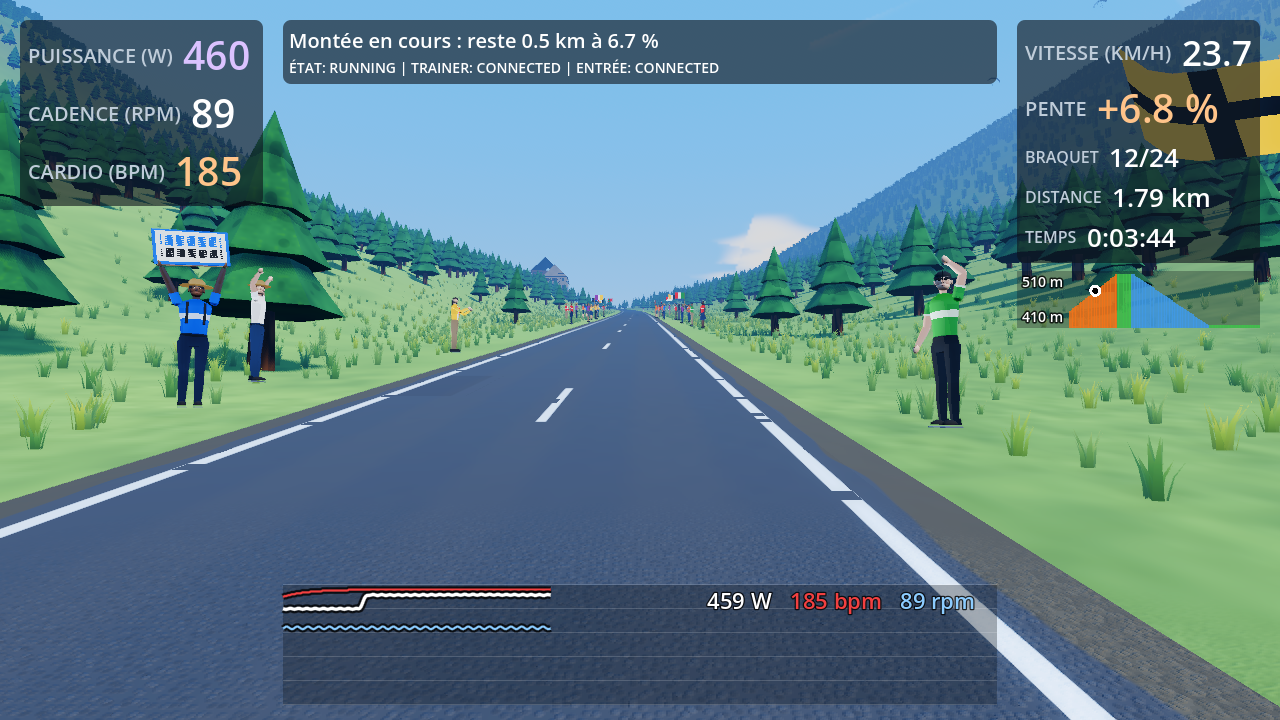 PUISSANCE (W) 460
CADENCE (RPM) 89
CARDIO (BPM) 185
Montée en cours : reste 0.5 km à 6.7 %
ÉTAT: RUNNING | TRAINER: CONNECTED | ENTRÉE: CONNECTED
VITESSE (KM/H) 23.7
PENTE +6.8 %
BRAQUET 12/24
DISTANCE 1.79 km
TEMPS 0:03:44
510 m
410 m
459 W 185 bpm 89 rpm